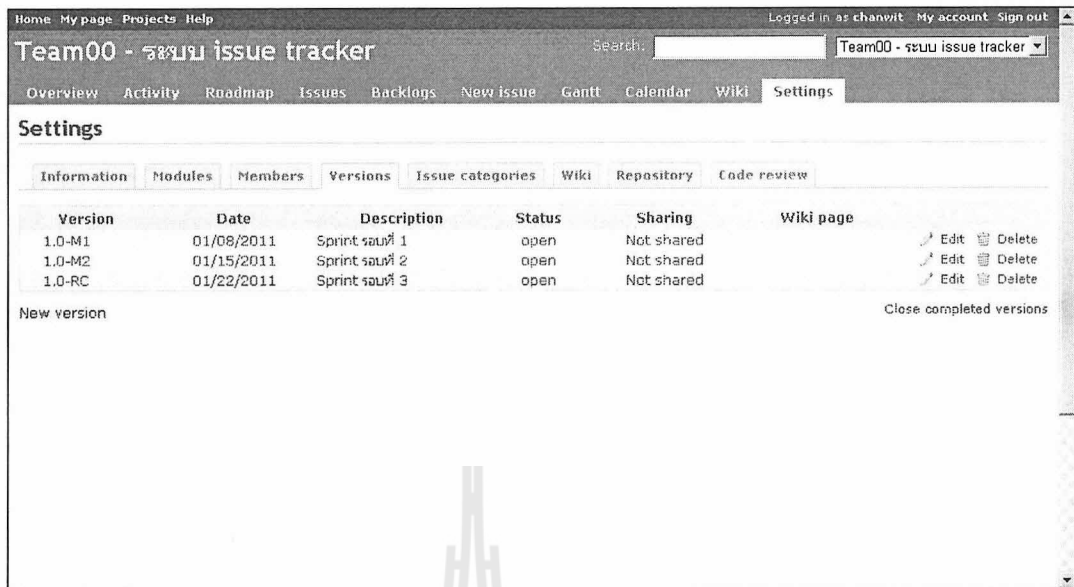 Home My page Projects Help Logged in as chanwit My account Sign out
Team00 - ระบบ issue tracker Search: Team00 - ระบบ issue tracker
Overview Activity Roadmap Issues Backlogs New issue Gantt Calendar Wiki Settings
Settings
Information Modules Members Versions Issue categories Wiki Repository Code review
Version Date Description Status Sharing Wiki page
1.0-M1 01/08/2011 Sprint รอบที่ 1 open Not shared Edit Delete
1.0-M2 01/15/2011 Sprint รอบที่ 2 open Not shared Edit Delete
1.0-RC 01/22/2011 Sprint รอบที่ 3 open Not shared Edit Delete
New version Close completed versions